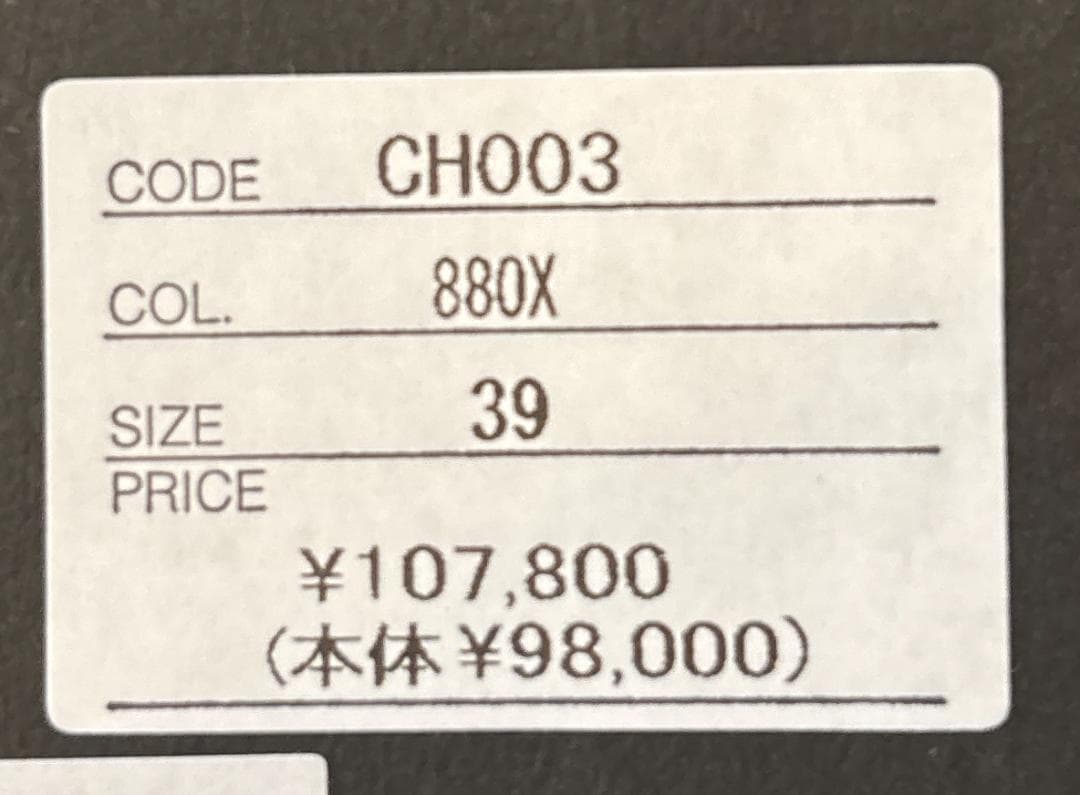 CODE CH003
COL. 880X
SIZE 39
PRICE
¥107,800
(本体¥98,000)